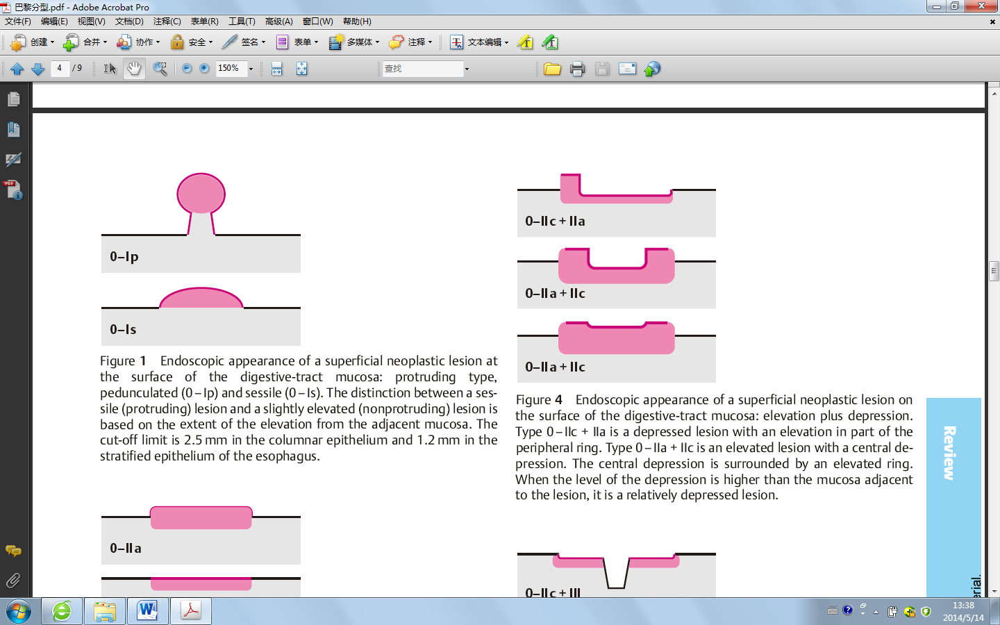 巴黎分型.pdf - Adobe Acrobat Pro
文件(F) 编辑(E) 视图(V) 文档(D) 注释(C) 表单(R) 工具(T) 高级(A) 窗口(W) 帮助(H)
创建 合并 协作 安全 签名 表单 多媒体 注释 文本编辑
4 / 9 150% 查找
0–Ip
0–Is
Figure 1 Endoscopic appearance of a superficial neoplastic lesion at
the surface of the digestive-tract mucosa: protruding type,
pedunculated (0–Ip) and sessile (0–Is). The distinction between a ses-
sile (protruding) lesion and a slightly elevated (nonprotruding) lesion is
based on the extent of the elevation from the adjacent mucosa. The
cut-off limit is 2.5 mm in the columnar epithelium and 1.2 mm in the
stratified epithelium of the esophagus.
0–IIa
0–IIc + IIa
0–IIa + IIc
0–IIa + IIc
Figure 4 Endoscopic appearance of a superficial neoplastic lesion on
the surface of the digestive-tract mucosa: elevation plus depression.
Type 0–IIc + IIa is a depressed lesion with an elevation in part of the
peripheral ring. Type 0–IIa + IIc is an elevated lesion with a central de-
pression. The central depression is surrounded by an elevated ring.
When the level of the depression is higher than the mucosa adjacent
to the lesion, it is a relatively depressed lesion.
0–IIc + III
Review
erial.
13:38
2014/5/14